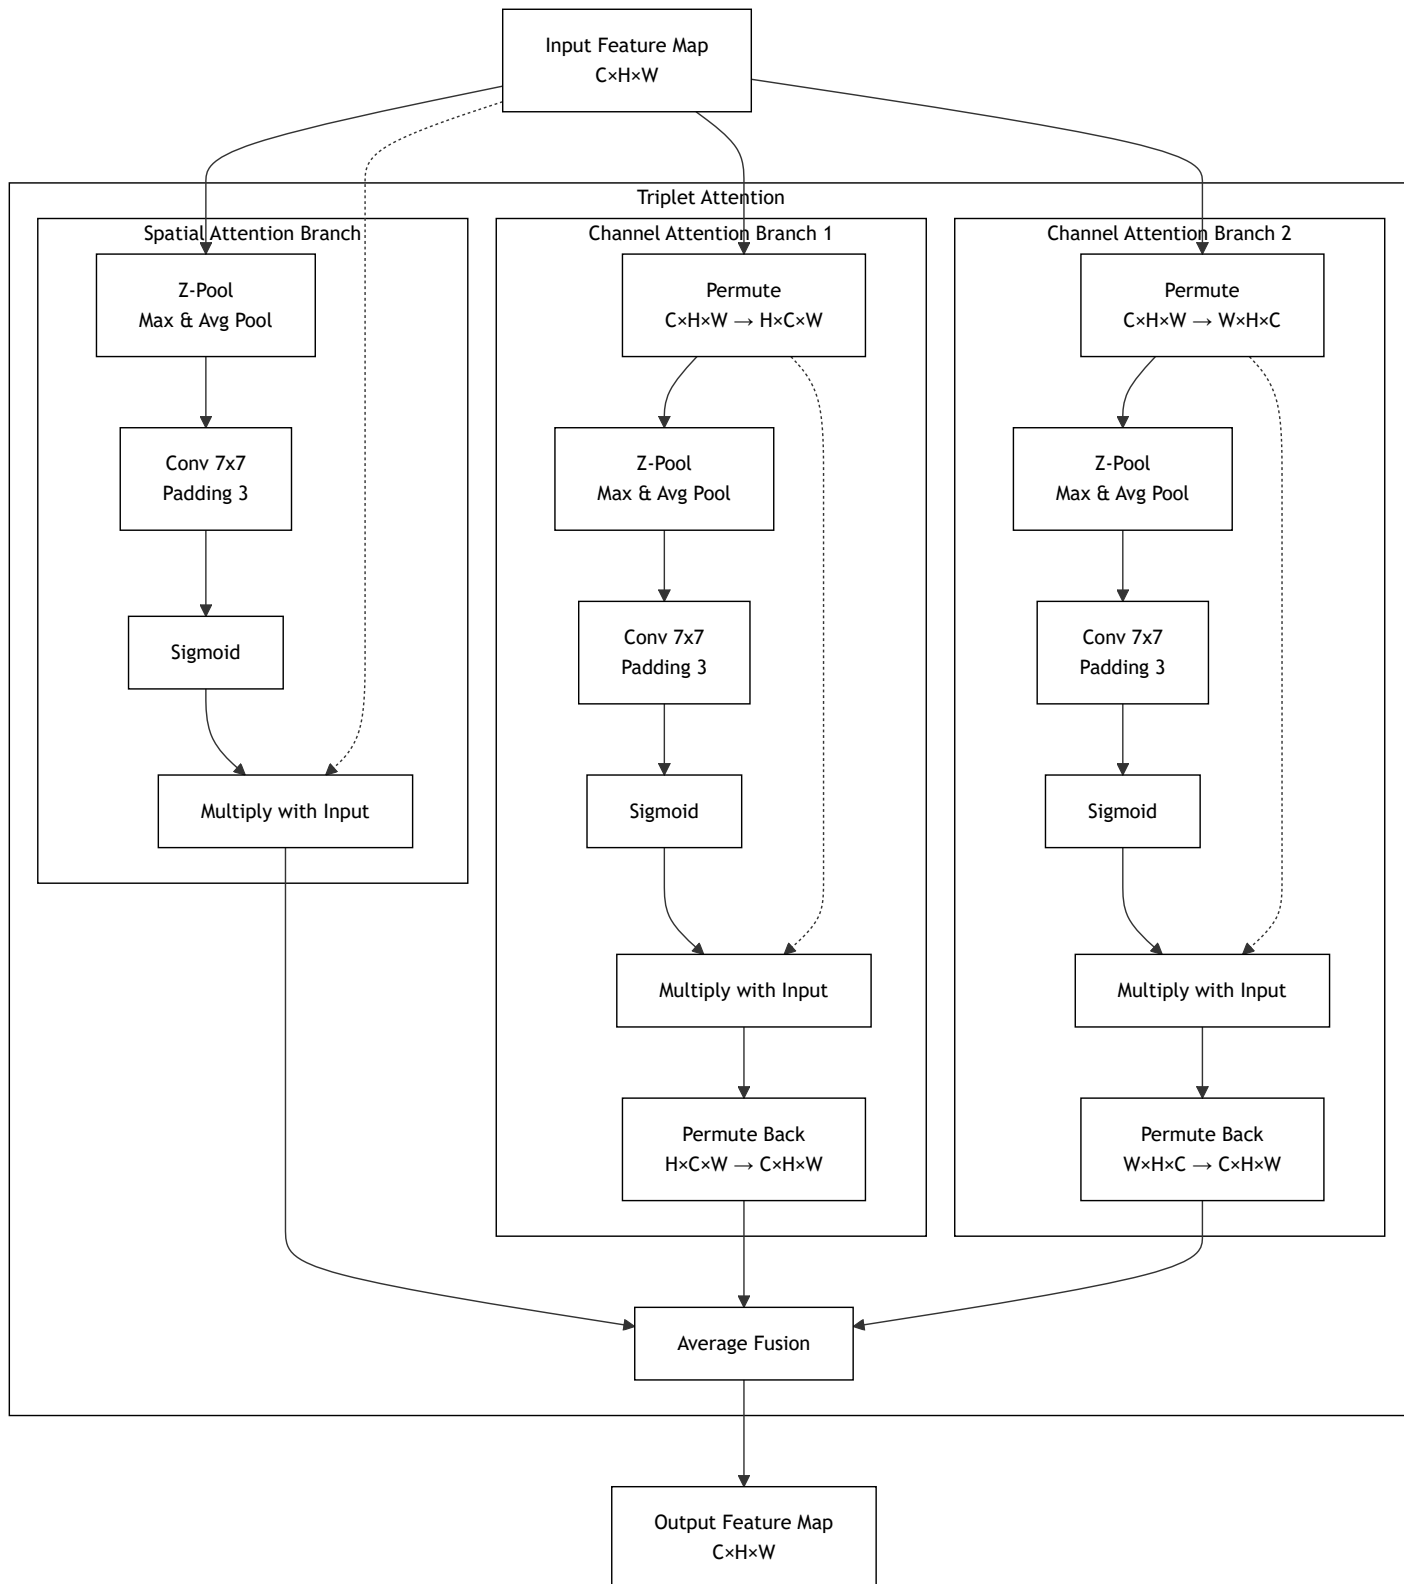 Input Feature Map
C×H×W
Triplet Attention
Spatial Attention Branch
Z-Pool
Max & Avg Pool
Conv 7x7
Padding 3
Sigmoid
Multiply with Input
Channel Attention Branch 1
Permute
C×H×W → H×C×W
Z-Pool
Max & Avg Pool
Conv 7x7
Padding 3
Sigmoid
Multiply with Input
Permute Back
H×C×W → C×H×W
Channel Attention Branch 2
Permute
C×H×W → W×H×C
Z-Pool
Max & Avg Pool
Conv 7x7
Padding 3
Sigmoid
Multiply with Input
Permute Back
W×H×C → C×H×W
Average Fusion
Output Feature Map
C×H×W